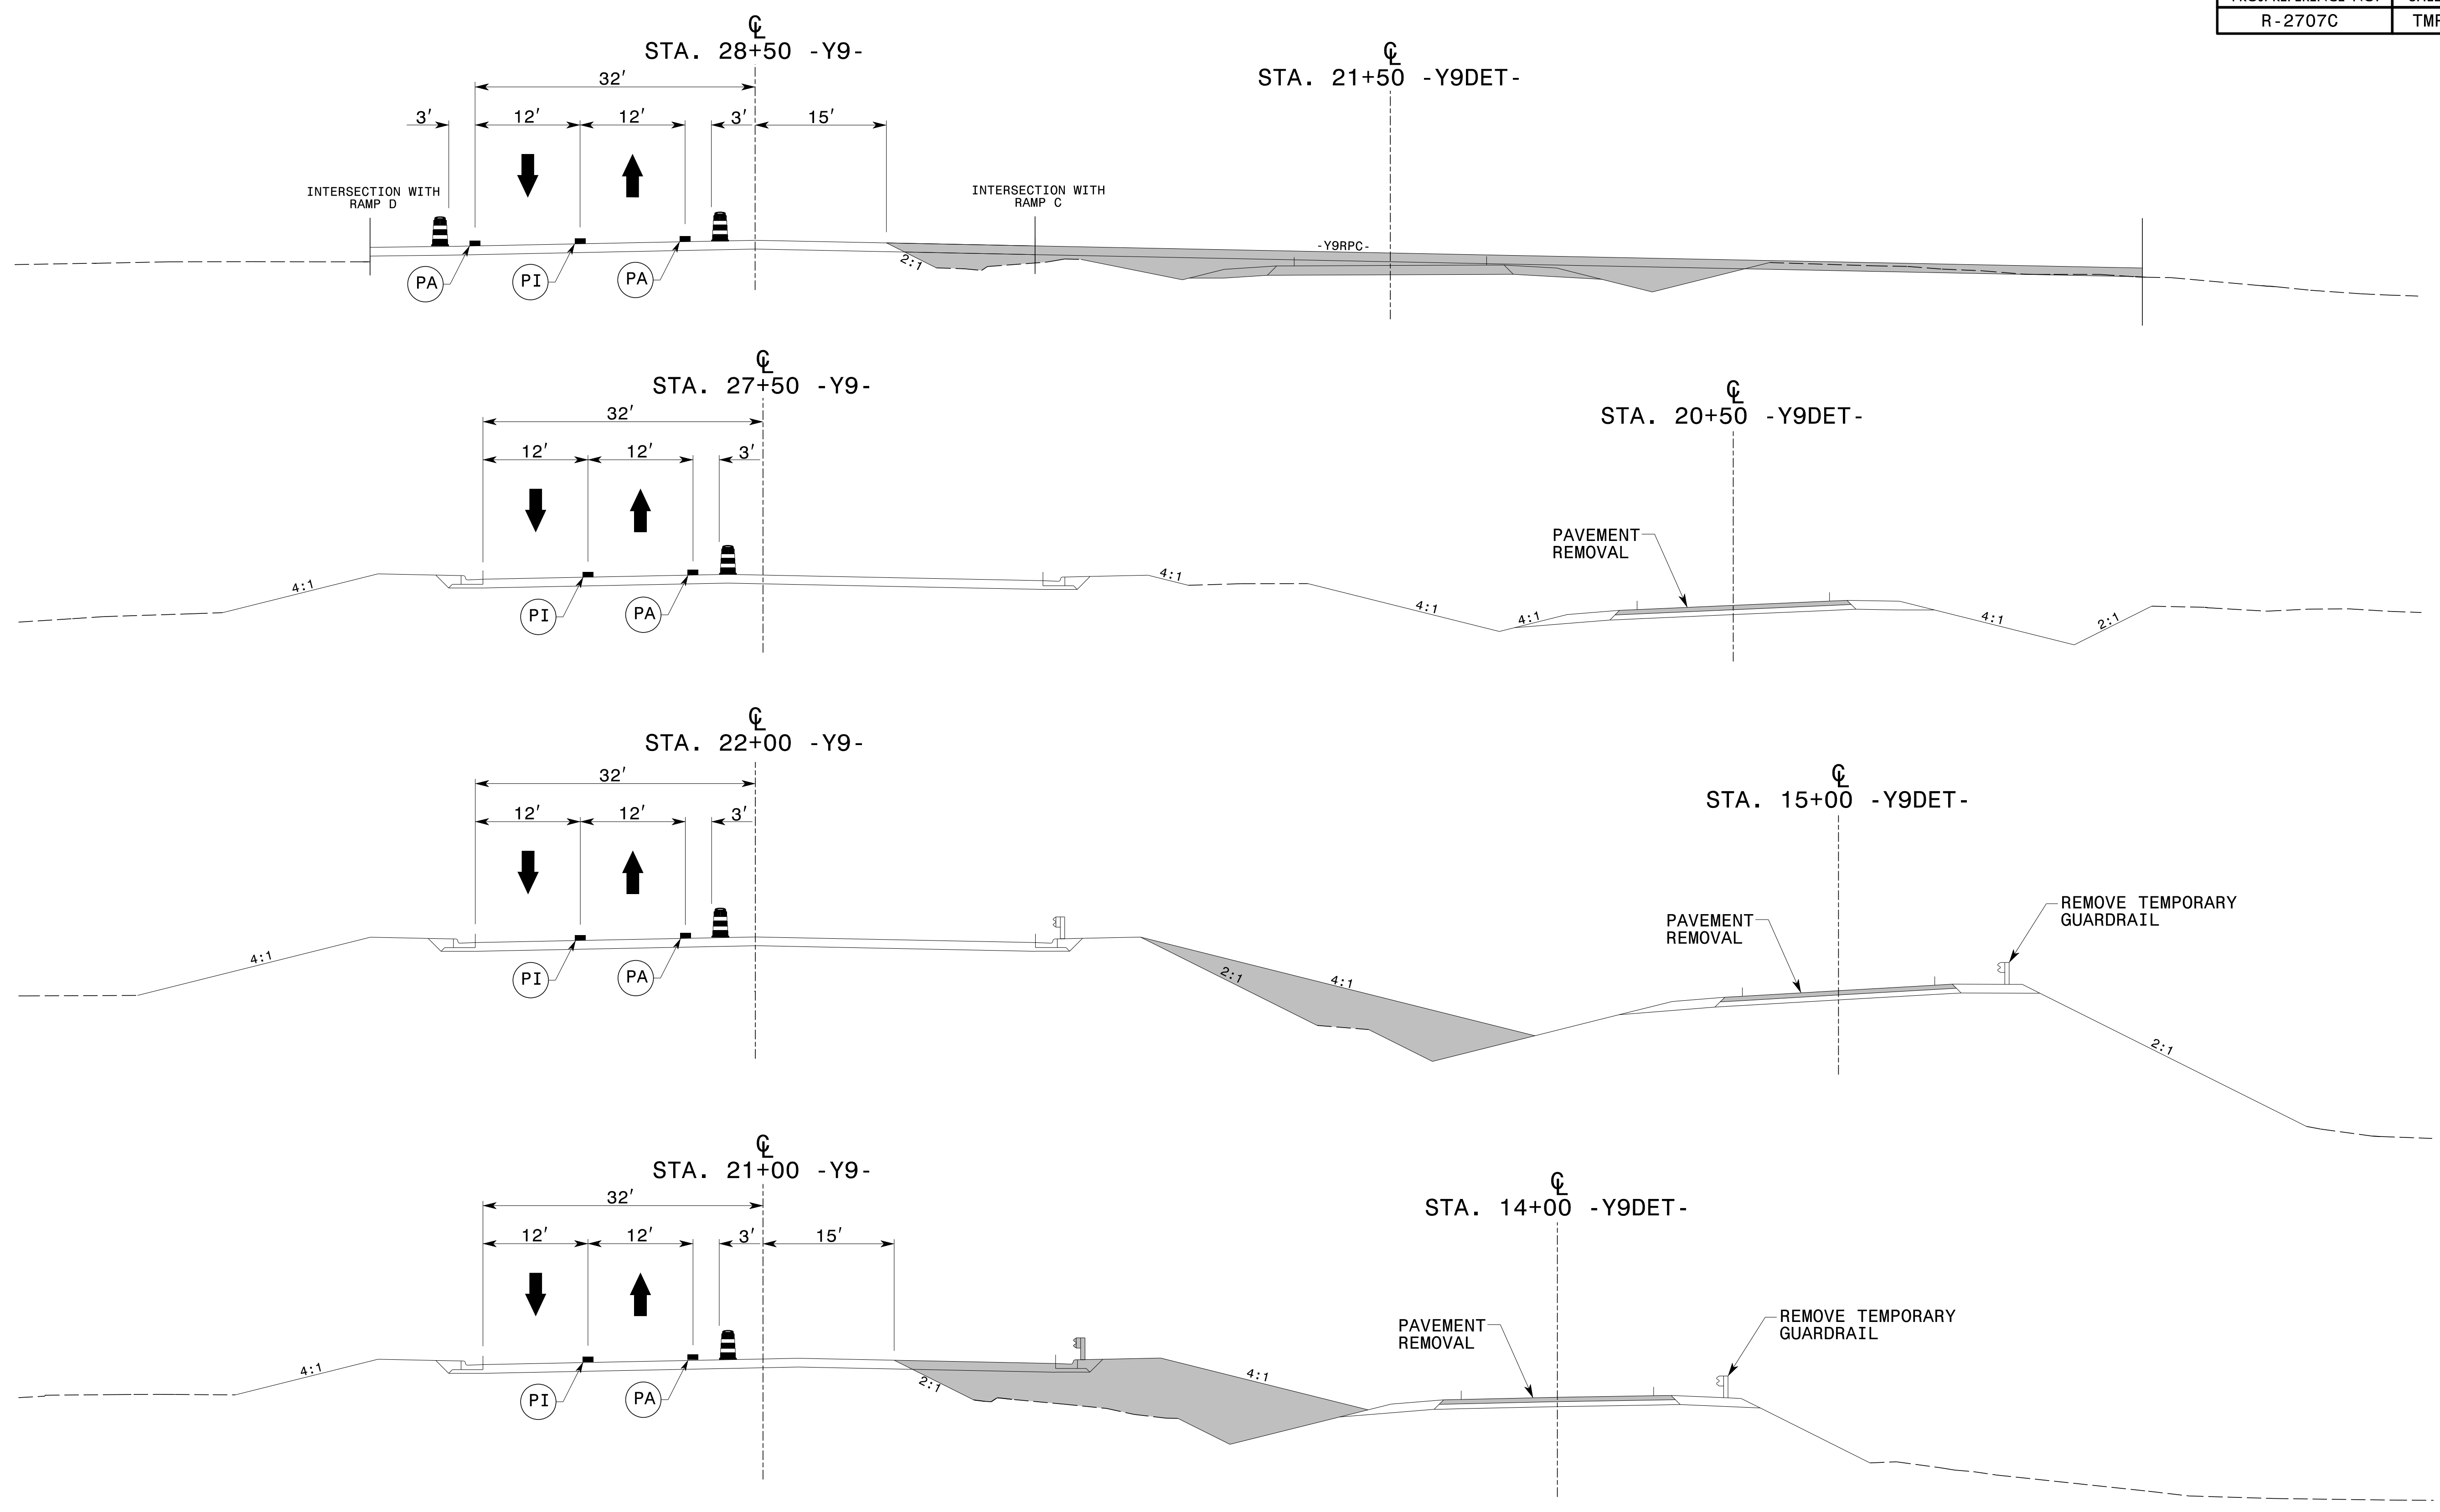 R-2707C
STA. 28+50 -Y9-
STA. 21+50 -Y9DET-
32'
3'
12'
12'
3'
15'
INTERSECTION WITH
RAMP D
INTERSECTION WITH
RAMP C
-Y9RPC-
2:1
PA
PI
PA
STA. 27+50 -Y9-
STA. 20+50 -Y9DET-
32'
12'
12'
3'
PAVEMENT
REMOVAL
4:1
4:1
4:1
4:1
4:1
2:1
PI
PA
STA. 22+00 -Y9-
STA. 15+00 -Y9DET-
32'
12'
12'
3'
REMOVE TEMPORARY
GUARDRAIL
PAVEMENT
REMOVAL
4:1
2:1
4:1
2:1
PI
PA
STA. 21+00 -Y9-
STA. 14+00 -Y9DET-
32'
12'
12'
3'
15'
REMOVE TEMPORARY
GUARDRAIL
PAVEMENT
REMOVAL
4:1
2:1
4:1
PI
PA